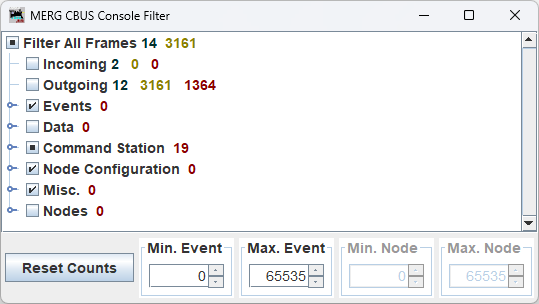 MERG CBUS Console Filter
Filter All Frames 14 3161
Incoming 2 0 0
Outgoing 12 3161 1364
Events 0
Data 0
Command Station 19
Node Configuration 0
Misc. 0
Nodes 0
Min. Event Max. Event Min. Node Max. Node
Reset Counts 0 65535 0 65535